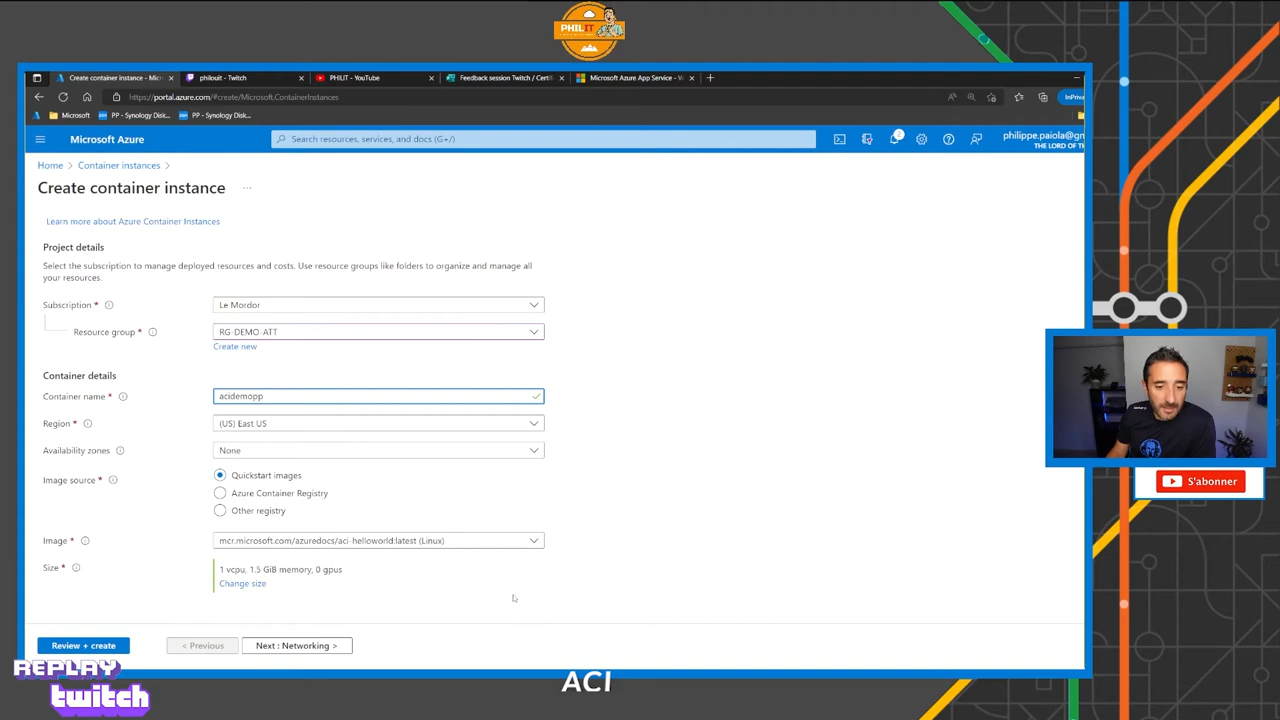 PHILIT
Create container instance - Micr
philouit - Twitch
PHILIT - YouTube
Feedback session Twitch / Certif
Microsoft Azure App Service - V
https://portal.azure.com/#create/Microsoft.ContainerInstances
InPriva
Microsoft
PP - Synology Disk...
PP - Synology Disk...
Microsoft Azure
Search resources, services, and docs (G+/)
2
philippe.paiola@gm
THE LORD OF T
Home > Container instances >
Create container instance ...
Learn more about Azure Container Instances
Project details
Select the subscription to manage deployed resources and costs. Use resource groups like folders to organize and manage all
your resources.
Subscription *
Le Mordor
Resource group *
RG-DEMO-ATT
Create new
Container details
Container name *
acidemopp
Region *
(US) East US
Availability zones
None
Image source *
Quickstart images
Azure Container Registry
Other registry
Image *
mcr.microsoft.com/azuredocs/aci-helloworld:latest (Linux)
Size *
1 vcpu, 1.5 GiB memory, 0 gpus
Change size
Review + create
< Previous
Next : Networking >
S'abonner
REPLAY
twitch
ACI